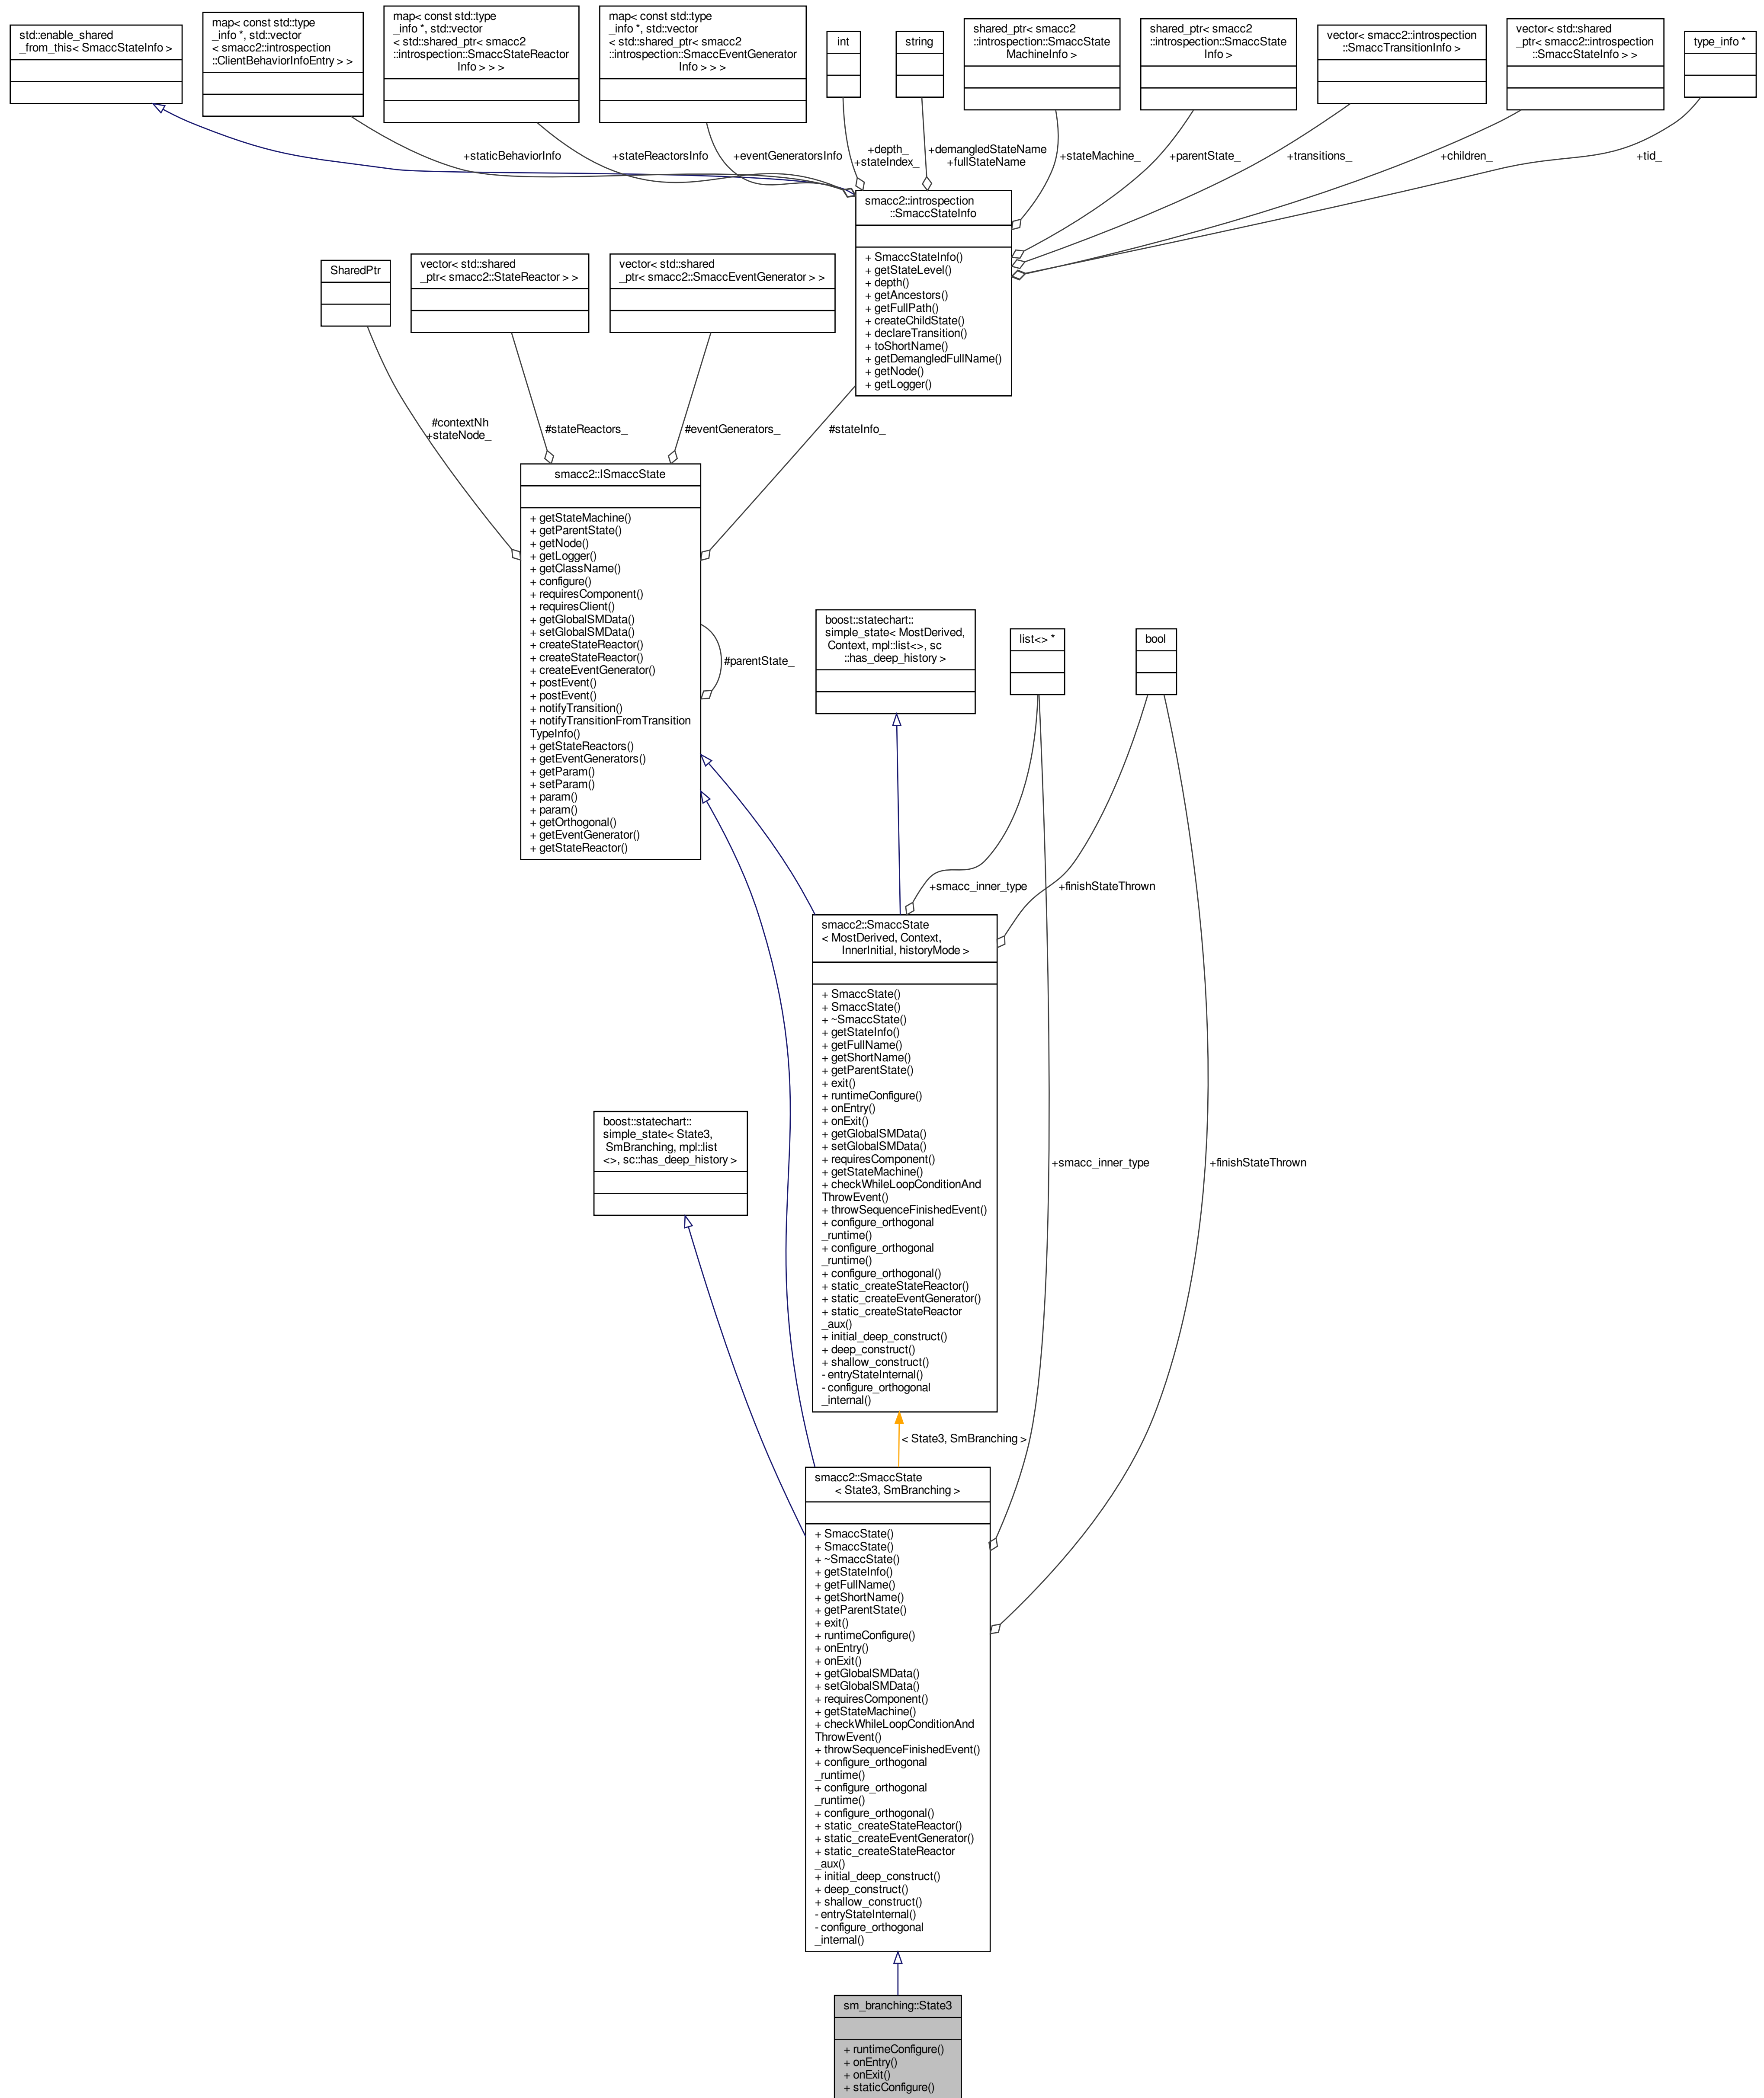 std::enable_shared
_from_this< SmaccStateInfo >
map< const std::type
_info *, std::vector
< smacc2::introspection
::ClientBehaviorInfoEntry > >
map< const std::type
_info *, std::vector
< std::shared_ptr< smacc2
::introspection::SmaccStateReactor
Info > > >
map< const std::type
_info *, std::vector
< std::shared_ptr< smacc2
::introspection::SmaccEventGenerator
Info > > >
int
string
shared_ptr< smacc2
::introspection::SmaccState
MachineInfo >
shared_ptr< smacc2
::introspection::SmaccState
Info >
vector< smacc2::introspection
::SmaccTransitionInfo >
vector< std::shared
_ptr< smacc2::introspection
::SmaccStateInfo > >
type_info *
+staticBehaviorInfo
+stateReactorsInfo
+eventGeneratorsInfo
+depth_
+stateIndex_
+demangledStateName
+fullStateName
+stateMachine_
+parentState_
+transitions_
+children_
+tid_
smacc2::introspection
::SmaccStateInfo
+ SmaccStateInfo()
+ getStateLevel()
+ depth()
+ getAncestors()
+ getFullPath()
+ createChildState()
+ declareTransition()
+ toShortName()
+ getDemangledFullName()
+ getNode()
+ getLogger()
SharedPtr
vector< std::shared
_ptr< smacc2::StateReactor > >
vector< std::shared
_ptr< smacc2::SmaccEventGenerator > >
#contextNh
+stateNode_
#stateReactors_
#eventGenerators_
#stateInfo_
smacc2::ISmaccState
+ getStateMachine()
+ getParentState()
+ getNode()
+ getLogger()
+ getClassName()
+ configure()
+ requiresComponent()
+ requiresClient()
+ getGlobalSMData()
+ setGlobalSMData()
+ createStateReactor()
+ createStateReactor()
+ createEventGenerator()
+ postEvent()
+ postEvent()
+ notifyTransition()
+ notifyTransitionFromTransition
TypeInfo()
+ getStateReactors()
+ getEventGenerators()
+ getParam()
+ setParam()
+ param()
+ param()
+ getOrthogonal()
+ getEventGenerator()
+ getStateReactor()
#parentState_
boost::statechart::
simple_state< MostDerived,
Context, mpl::list<>, sc
::has_deep_history >
list<> *
bool
+smacc_inner_type
+finishStateThrown
smacc2::SmaccState
< MostDerived, Context,
InnerInitial, historyMode >
+ SmaccState()
+ SmaccState()
+ ~SmaccState()
+ getStateInfo()
+ getFullName()
+ getShortName()
+ getParentState()
+ exit()
+ runtimeConfigure()
+ onEntry()
+ onExit()
+ getGlobalSMData()
+ setGlobalSMData()
+ requiresComponent()
+ getStateMachine()
+ checkWhileLoopConditionAnd
ThrowEvent()
+ throwSequenceFinishedEvent()
+ configure_orthogonal
_runtime()
+ configure_orthogonal
_runtime()
+ configure_orthogonal()
+ static_createStateReactor()
+ static_createEventGenerator()
+ static_createStateReactor
_aux()
+ initial_deep_construct()
+ deep_construct()
+ shallow_construct()
- entryStateInternal()
- configure_orthogonal
_internal()
boost::statechart::
simple_state< State3,
SmBranching, mpl::list
<>, sc::has_deep_history >
+smacc_inner_type
+finishStateThrown
< State3, SmBranching >
smacc2::SmaccState
< State3, SmBranching >
+ SmaccState()
+ SmaccState()
+ ~SmaccState()
+ getStateInfo()
+ getFullName()
+ getShortName()
+ getParentState()
+ exit()
+ runtimeConfigure()
+ onEntry()
+ onExit()
+ getGlobalSMData()
+ setGlobalSMData()
+ requiresComponent()
+ getStateMachine()
+ checkWhileLoopConditionAnd
ThrowEvent()
+ throwSequenceFinishedEvent()
+ configure_orthogonal
_runtime()
+ configure_orthogonal
_runtime()
+ configure_orthogonal()
+ static_createStateReactor()
+ static_createEventGenerator()
+ static_createStateReactor
_aux()
+ initial_deep_construct()
+ deep_construct()
+ shallow_construct()
- entryStateInternal()
- configure_orthogonal
_internal()
sm_branching::State3
+ runtimeConfigure()
+ onEntry()
+ onExit()
+ staticConfigure()